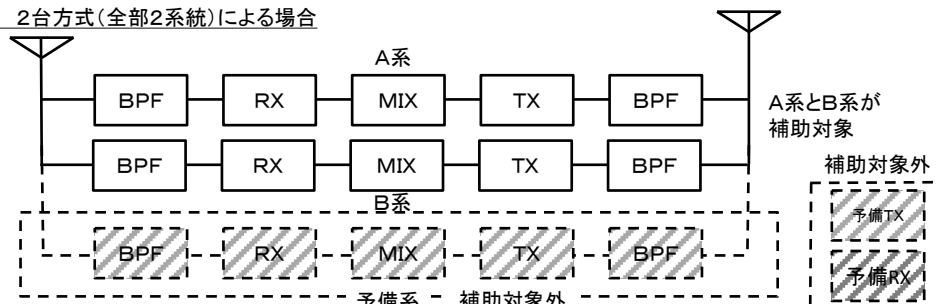 2台方式(全部2系統)による場合
A系
BPF RX MIX TX BPF
A系とB系が
補助対象
BPF RX MIX TX BPF
B系
補助対象外
予備TX
予備RX
BPF RX MIX TX BPF
予備系 - 補助対象外